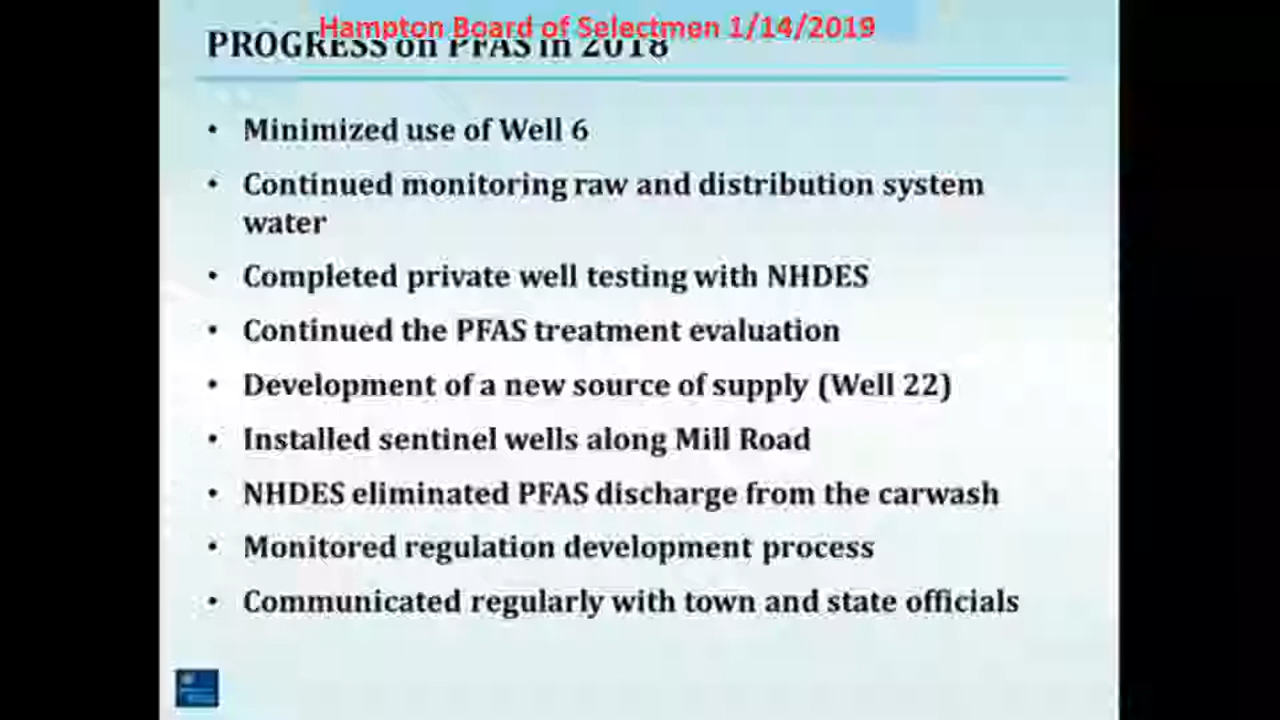 Hampton Board of Selectmen 1/14/2019
PROGRESS on PFAS in 2018
• Minimized use of Well 6
• Continued monitoring raw and distribution system
water
• Completed private well testing with NHDES
• Continued the PFAS treatment evaluation
• Development of a new source of supply (Well 22)
• Installed sentinel wells along Mill Road
• NHDES eliminated PFAS discharge from the carwash
• Monitored regulation development process
• Communicated regularly with town and state officials